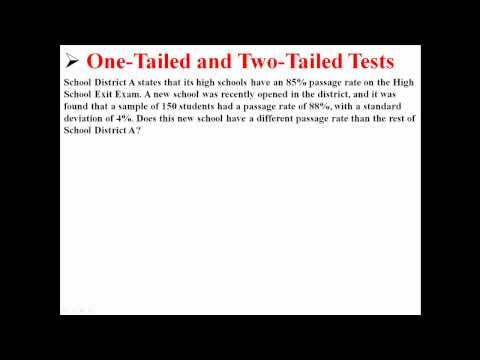 ➢ One-Tailed and Two-Tailed Tests
School District A states that its high schools have an 85% passage rate on the High
School Exit Exam. A new school was recently opened in the district, and it was
found that a sample of 150 students had a passage rate of 88%, with a standard
deviation of 4%. Does this new school have a different passage rate than the rest of
School District A?